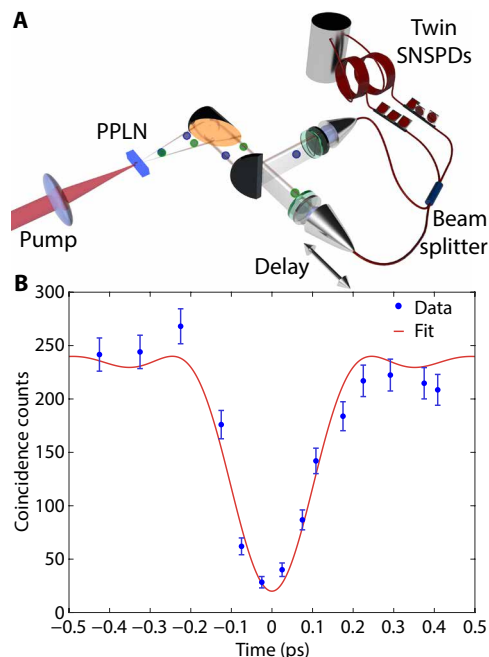 A
Twin
SNSPDs
PPLN
Pump
Beam
splitter
Delay
B
300
250
200
150
100
50
0
Coincidence counts
Data
Fit
−0.5 −0.4 −0.3 −0.2 −0.1 0 0.1 0.2 0.3 0.4 0.5
Time (ps)